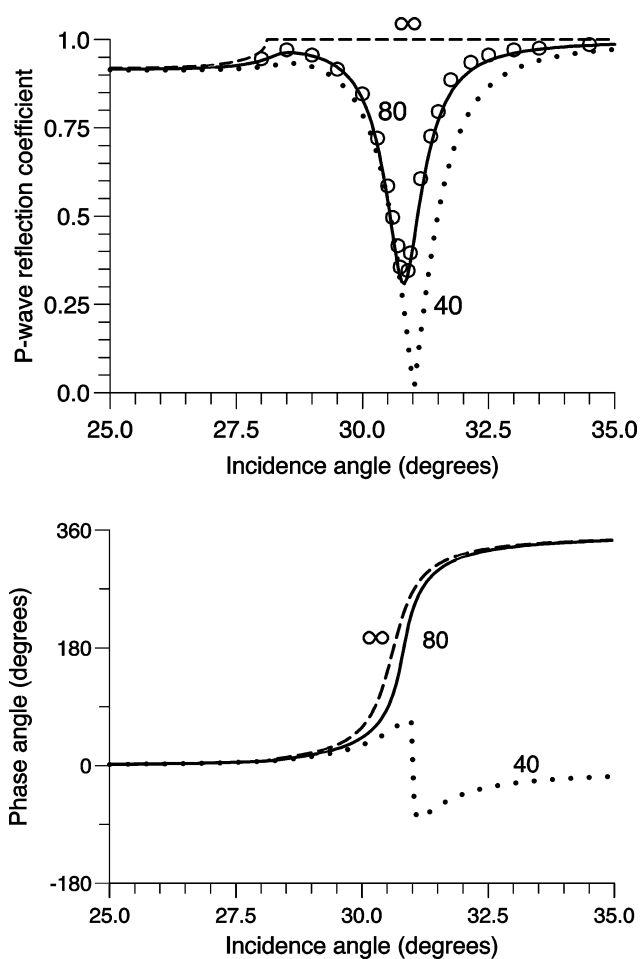 ∞
1.0
0.75
0.5
0.25
0.0
P-wave reflection coefficient
80
40
25.0 27.5 30.0 32.5 35.0
Incidence angle (degrees)
360
180
0
-180
Phase angle (degrees)
∞
80
40
25.0 27.5 30.0 32.5 35.0
Incidence angle (degrees)